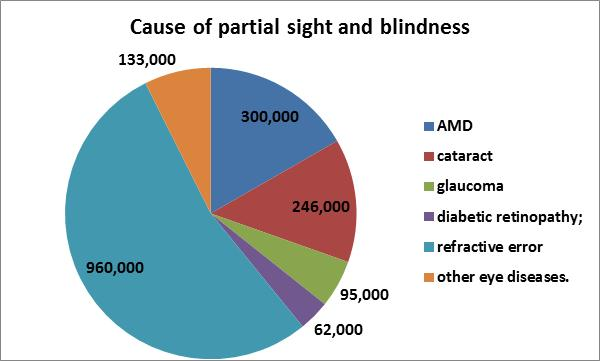 Cause of partial sight and blindness
133,000
300,000
246,000
95,000
62,000
960,000
AMD
cataract
glaucoma
diabetic retinopathy;
refractive error
other eye diseases.